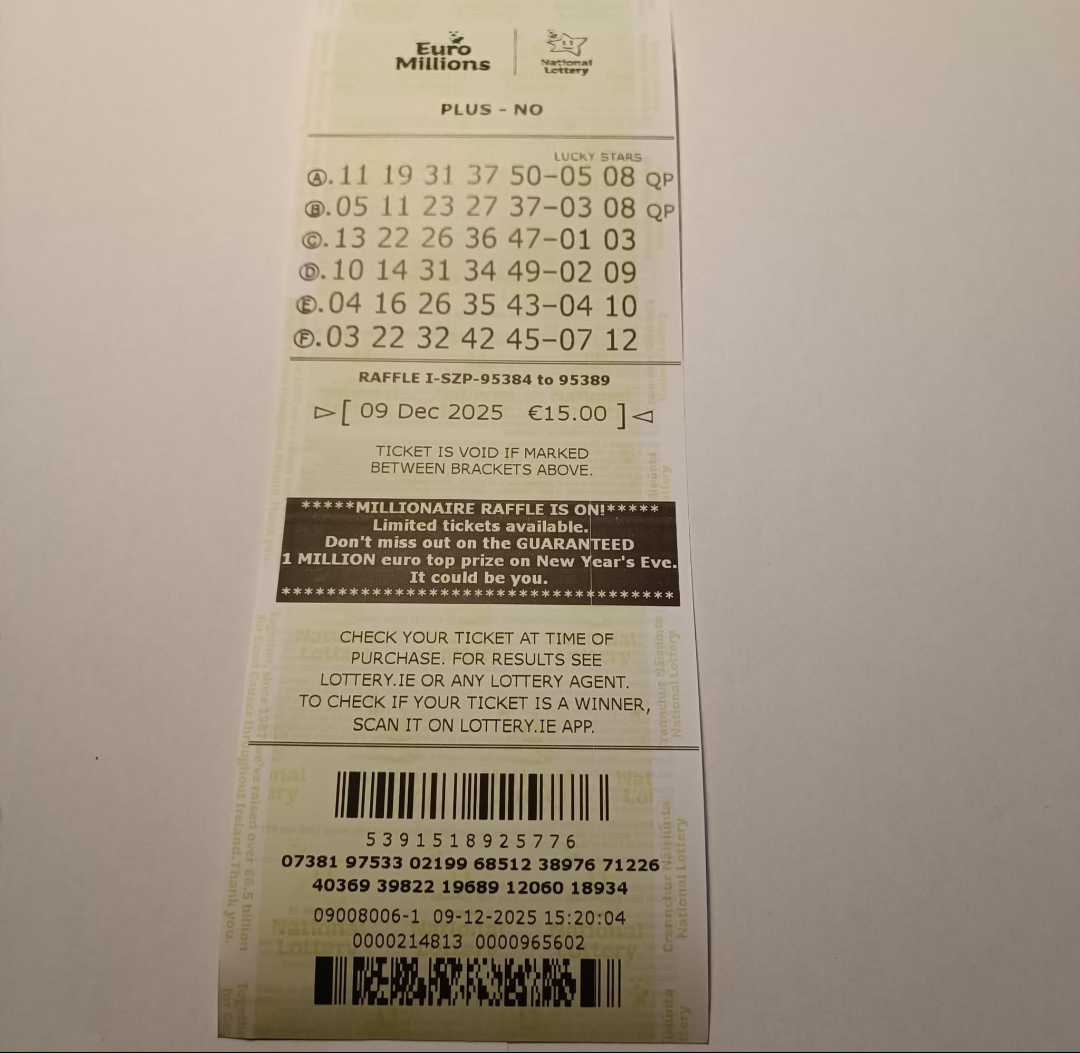 Euro Millions
National Lottery
PLUS - NO
LUCKY STARS
Ⓐ. 11 19 31 37 50-05 08 QP
Ⓑ. 05 11 23 27 37-03 08 QP
Ⓒ. 13 22 26 36 47-01 03
Ⓓ. 10 14 31 34 49-02 09
Ⓔ. 04 16 26 35 43-04 10
Ⓕ. 03 22 32 42 45-07 12
RAFFLE I-SZP-95384 to 95389
[ 09 Dec 2025 €15.00 ]
TICKET IS VOID IF MARKED
BETWEEN BRACKETS ABOVE.
*****MILLIONAIRE RAFFLE IS ON!*****
Limited tickets available.
Don't miss out on the GUARANTEED
1 MILLION euro top prize on New Year's Eve.
It could be you.
***********************************
CHECK YOUR TICKET AT TIME OF
PURCHASE. FOR RESULTS SEE
LOTTERY.IE OR ANY LOTTERY AGENT.
TO CHECK IF YOUR TICKET IS A WINNER,
SCAN IT ON LOTTERY.IE APP.
5391518925776
07381 97533 02199 68512 38976 71226
40369 39822 19689 12060 18934
09008006-1 09-12-2025 15:20:04
0000214813 0000965602